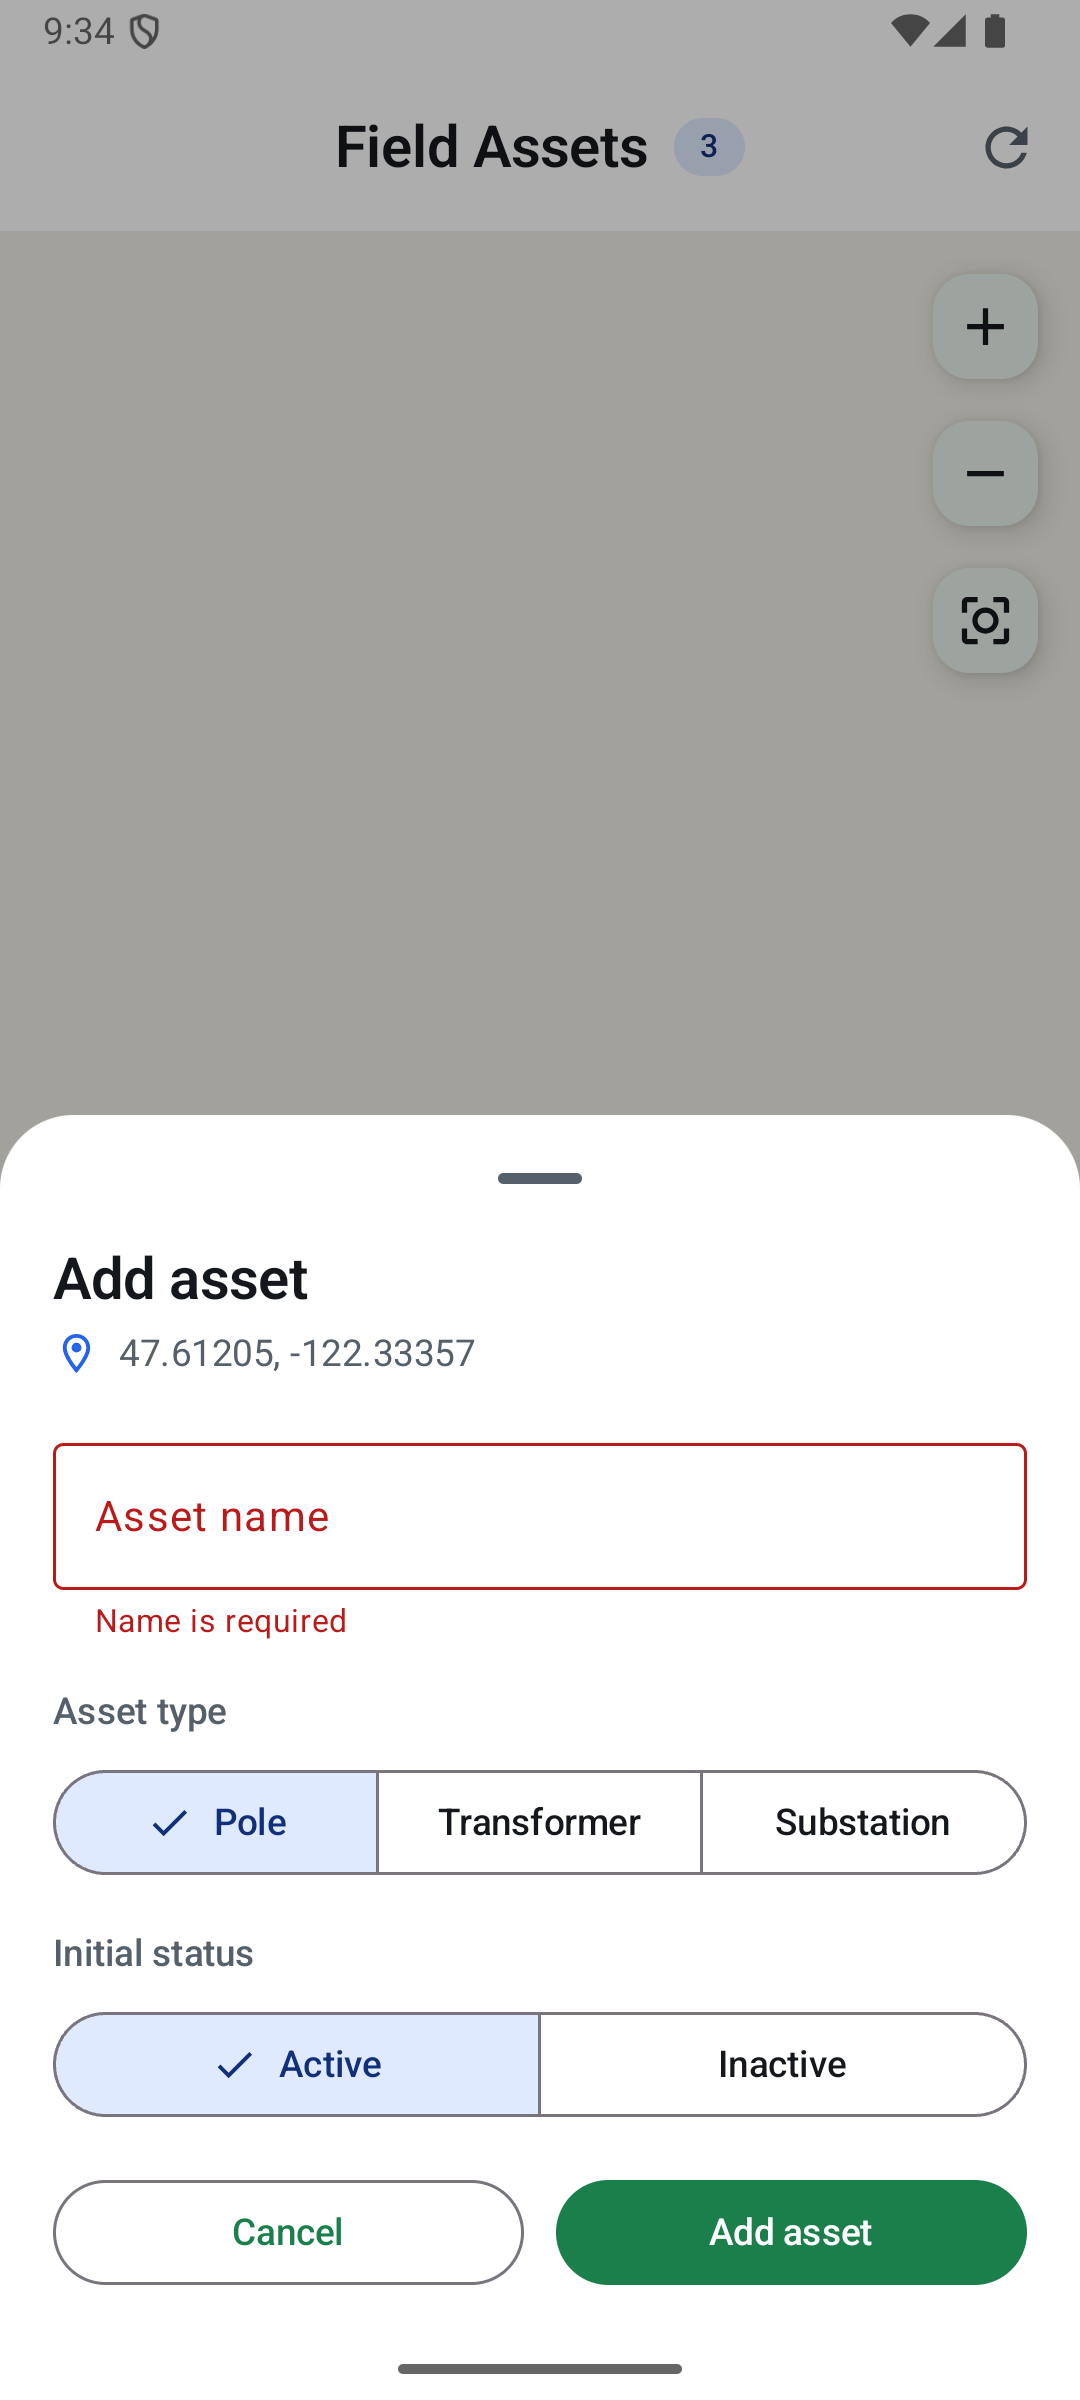 9:34
Field Assets 3
Add asset
47.61205, -122.33357
Asset name
Name is required
Asset type
Pole Transformer Substation
Initial status
Active Inactive
Cancel Add asset